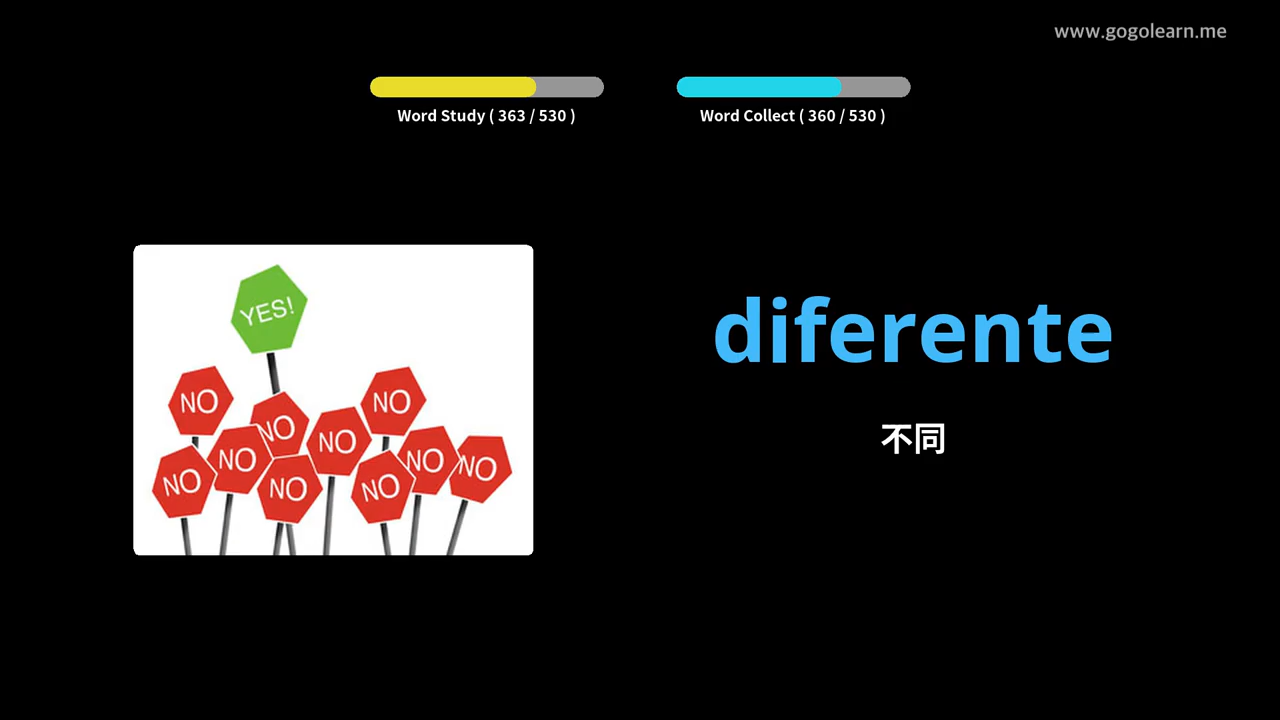 www.gogolearn.me
Word Study ( 363 / 530 )
Word Collect ( 360 / 530 )
YES!
NO
NO
NO
NO
NO
NO
NO
NO
NO
NO
diferente
不同